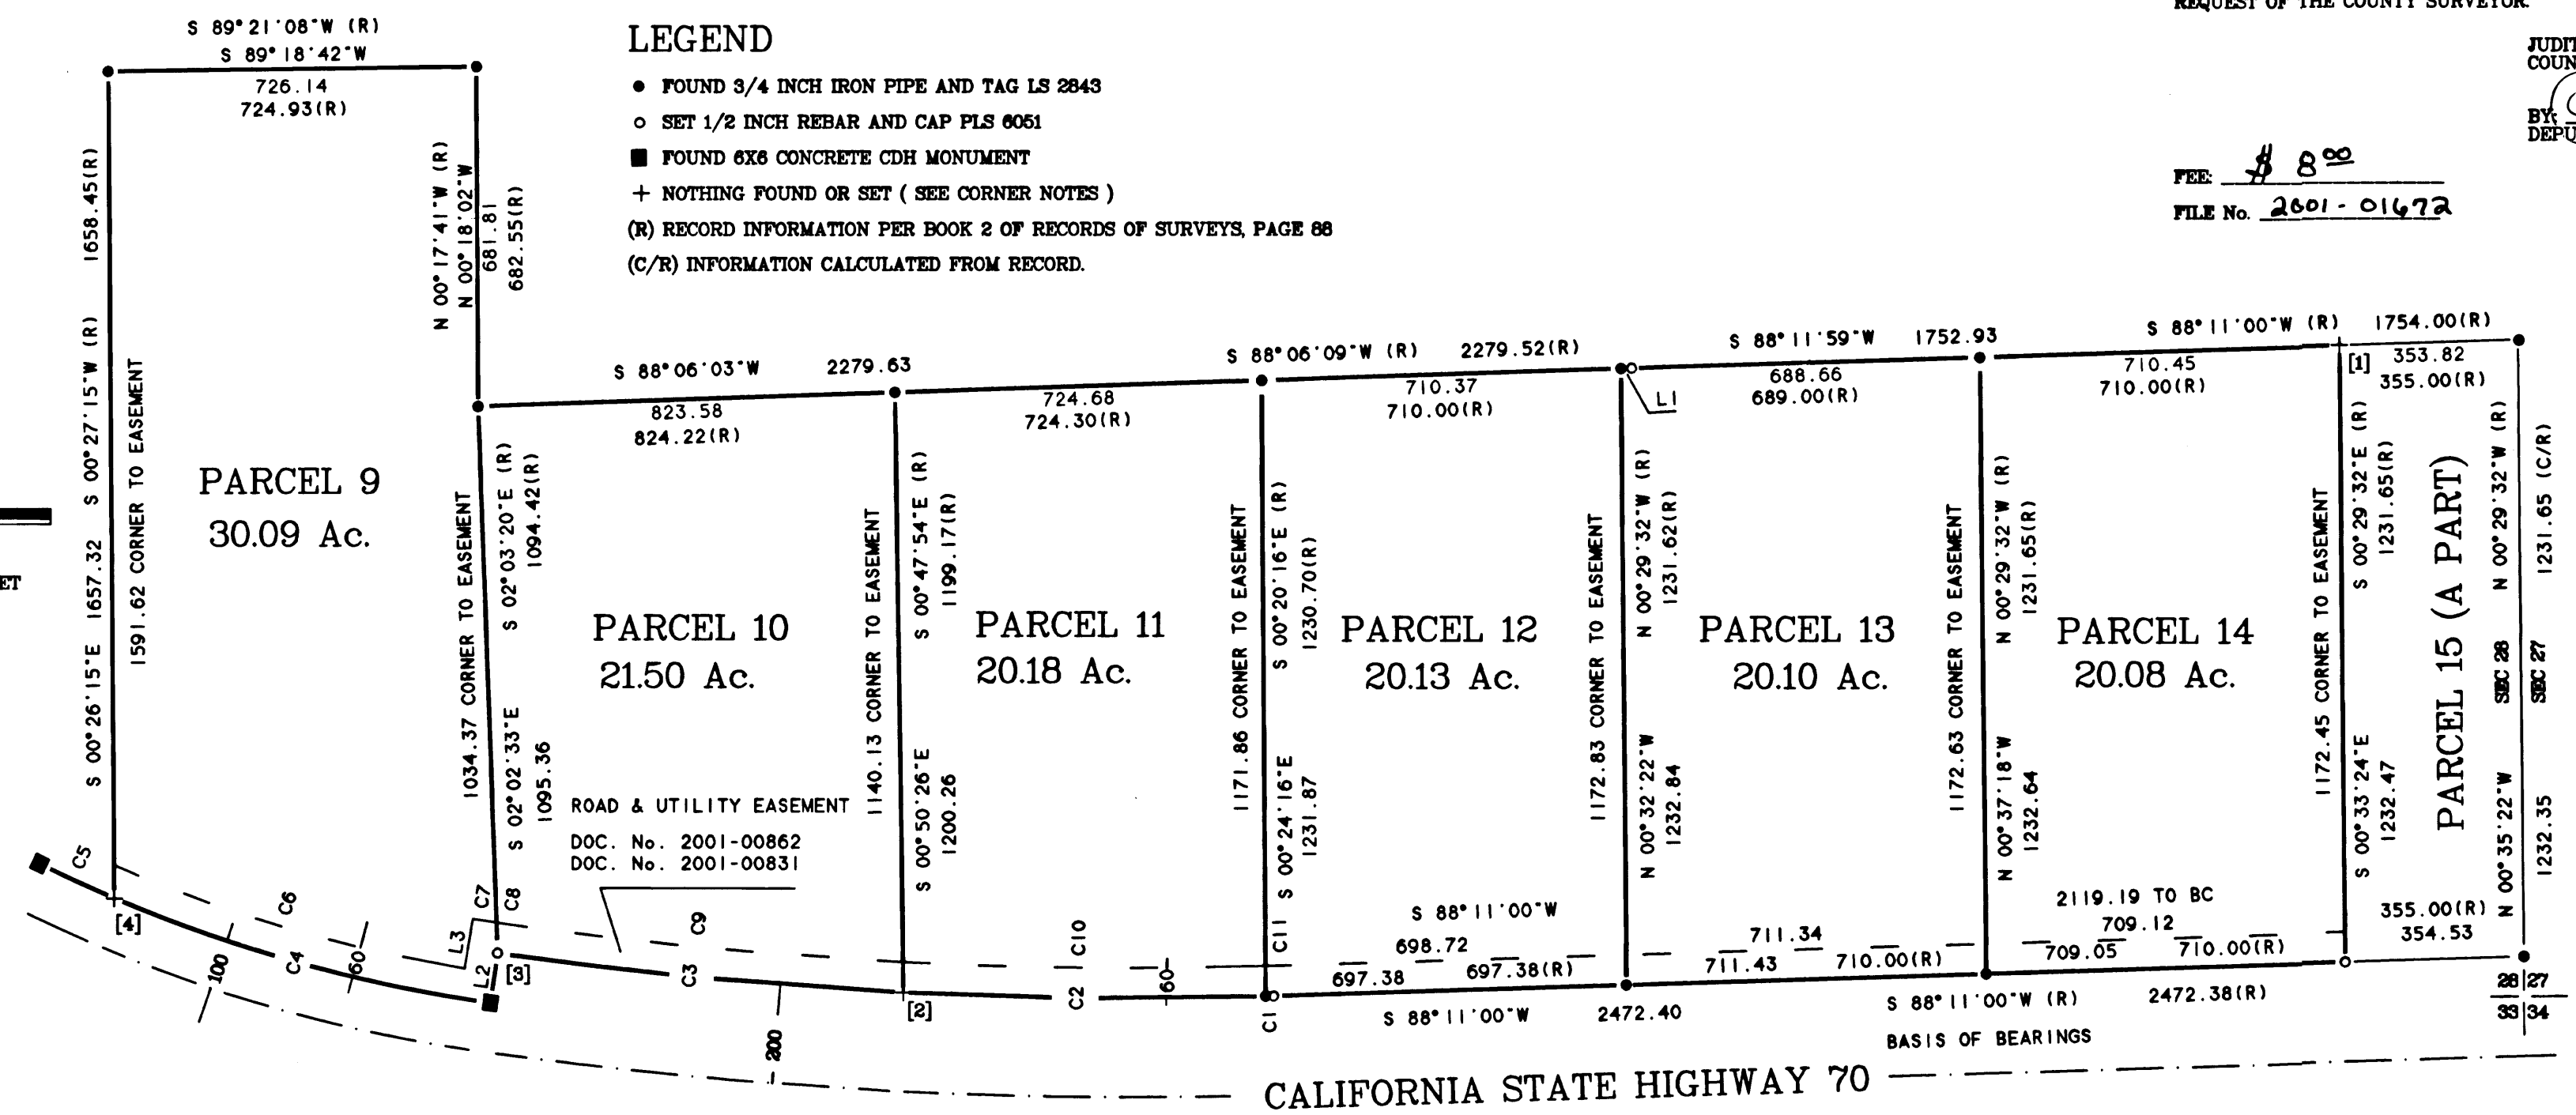 REQUEST OF THE COUNTY SURVEYOR.
JUDIT
COUN
BY:
DEPU
FEE: $ 8 00
FILE No. 2001-01672
LEGEND
● FOUND 3/4 INCH IRON PIPE AND TAG LS 2843
○ SET 1/2 INCH REBAR AND CAP PLS 6051
■ FOUND 6X6 CONCRETE CDH MONUMENT
+ NOTHING FOUND OR SET ( SEE CORNER NOTES )
(R) RECORD INFORMATION PER BOOK 2 OF RECORDS OF SURVEYS, PAGE 88
(C/R) INFORMATION CALCULATED FROM RECORD.
S 89°21'08"W (R)
S 89°18'42"W
726.14
724.93(R)
S 00°26'15"E 1657.32 S 00°27'15"W (R) 1658.45(R)
1591.62 CORNER TO EASEMENT
N 00°17'41"W (R)
N 00°18'02"W
681.81
682.55(R)
PARCEL 9
30.09 Ac.
ET
S 88°06'03"W 2279.63
S 88°06'09"W (R) 2279.52(R)
S 88°11'59"W 1752.93
S 88°11'00"W (R) 1754.00(R)
823.58
824.22(R)
724.68
724.30(R)
710.37
710.00(R)
L1
688.66
689.00(R)
710.45
710.00(R)
[1]
353.82
355.00(R)
1034.37 CORNER TO EASEMENT
S 02°03'20"E (R)
1094.42(R)
S 02°02'33"E
1095.36
PARCEL 10
21.50 Ac.
1140.13 CORNER TO EASEMENT
S 00°47'54"E (R)
1199.17(R)
S 00°50'26"E
1200.26
PARCEL 11
20.18 Ac.
1171.86 CORNER TO EASEMENT
S 00°20'16"E (R)
1230.70(R)
S 00°24'16"E
1231.87
PARCEL 12
20.13 Ac.
1172.83 CORNER TO EASEMENT
N 00°29'32"W (R)
1231.62(R)
N 00°32'22"W
1232.84
PARCEL 13
20.10 Ac.
1172.63 CORNER TO EASEMENT
N 00°29'32"W (R)
1231.65(R)
N 00°37'18"W
1232.64
PARCEL 14
20.08 Ac.
1172.45 CORNER TO EASEMENT
S 00°29'32"E (R)
1231.65(R)
S 00°33'24"E
1232.47
PARCEL 15 (A PART)
N 00°35'22"W SEC 28 N 00°29'32"W (R)
1232.35 SEC 27 1231.65 (C/R)
ROAD & UTILITY EASEMENT
DOC. No. 2001-00862
DOC. No. 2001-00831
C5
[4]
C6
100
C4
60
L3
C7
C8
L2
[3]
C9
C3
200
[2]
C10
C2
60
C11
C1
S 88°11'00"W
698.72
697.38
697.38(R)
711.34
711.43
710.00(R)
2119.19 TO BC
709.12
709.05
710.00(R)
355.00(R)
354.53
S 88°11'00"W 2472.40
S 88°11'00"W (R) 2472.38(R)
BASIS OF BEARINGS
28 27
33 34
CALIFORNIA STATE HIGHWAY 70